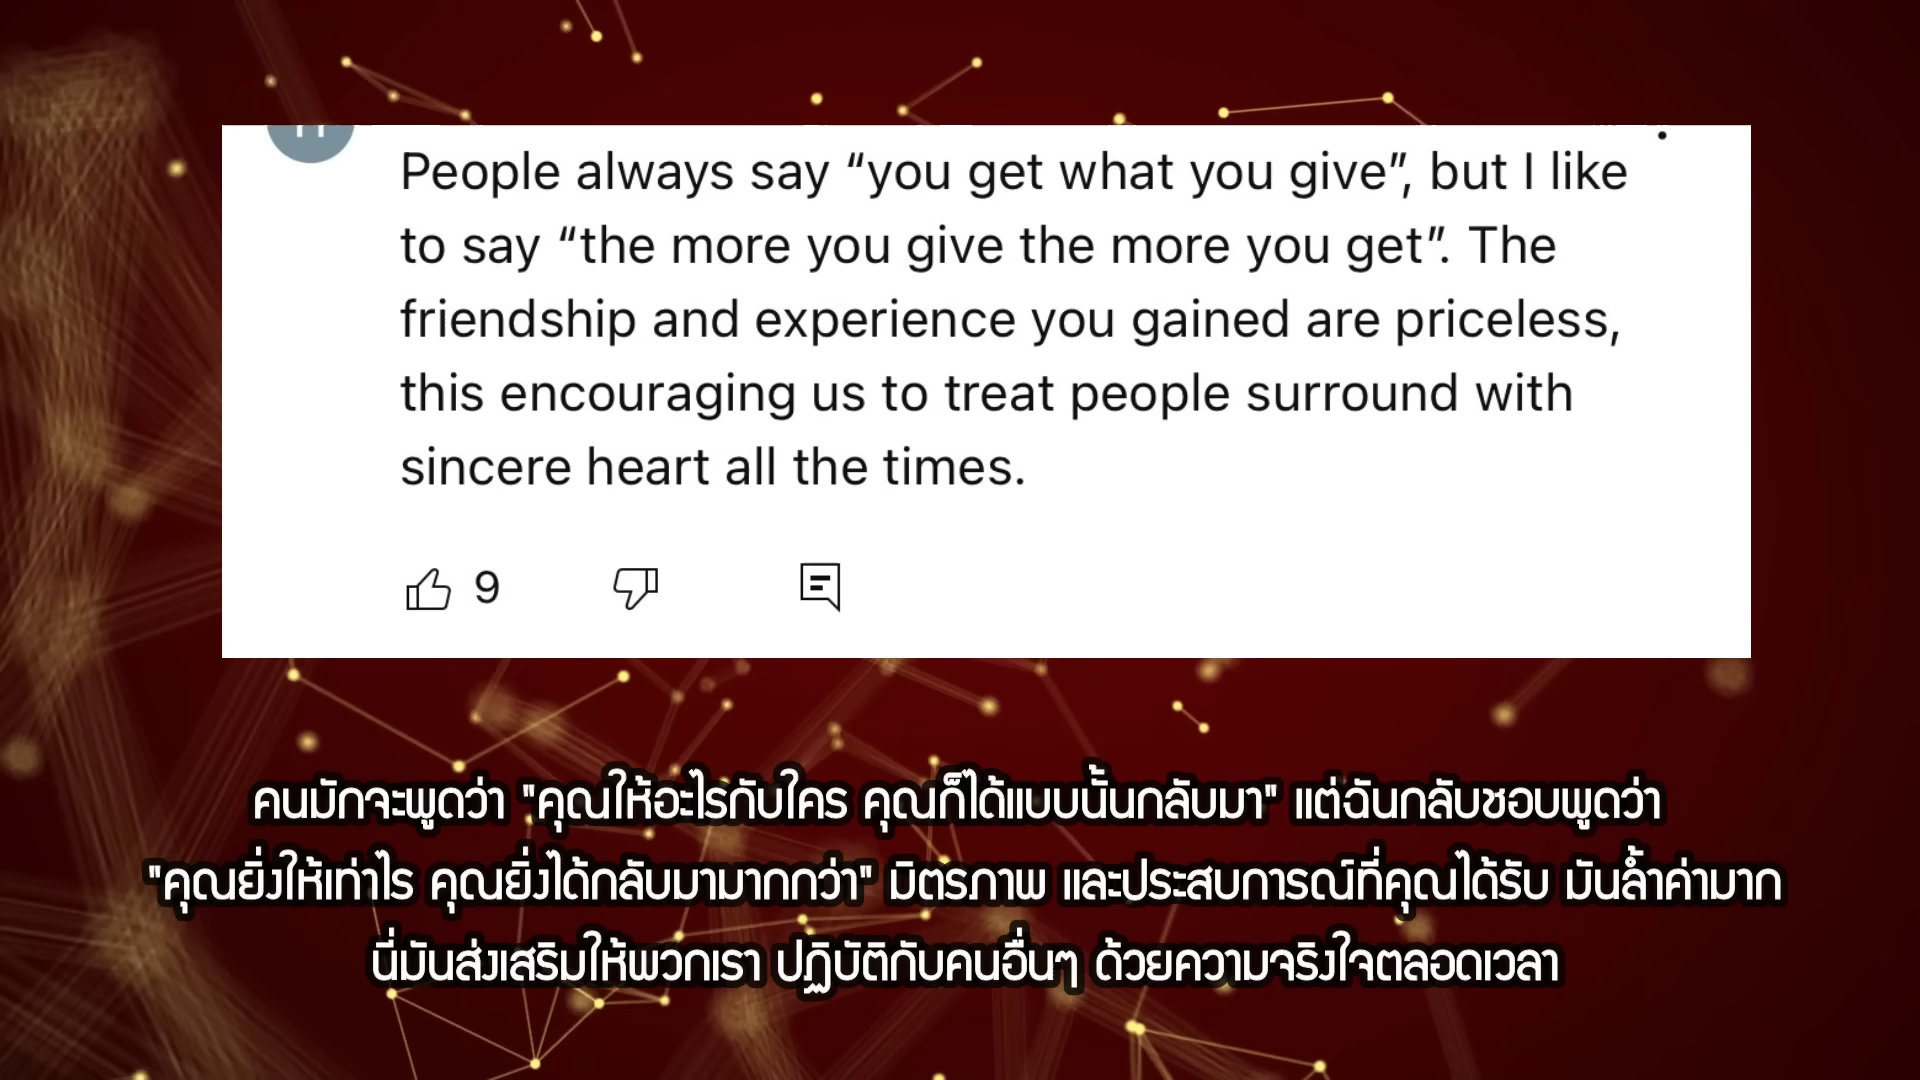 People always say “you get what you give”, but I like
to say “the more you give the more you get”. The
friendship and experience you gained are priceless,
this encouraging us to treat people surround with
sincere heart all the times.
9
คนมักจะพูดว่า "คุณให้อะไรกับใคร คุณก็ได้แบบนั้นกลับมา" แต่ฉันกลับชอบพูดว่า
"คุณยิ่งให้เท่าไร คุณยิ่งได้กลับมามากกว่า" มิตรภาพ และประสบการณ์ที่คุณได้รับ มันล้ำค่ามาก
นี่มันส่งเสริมให้พวกเรา ปฏิบัติกับคนอื่นๆ ด้วยความจริงใจตลอดเวลา